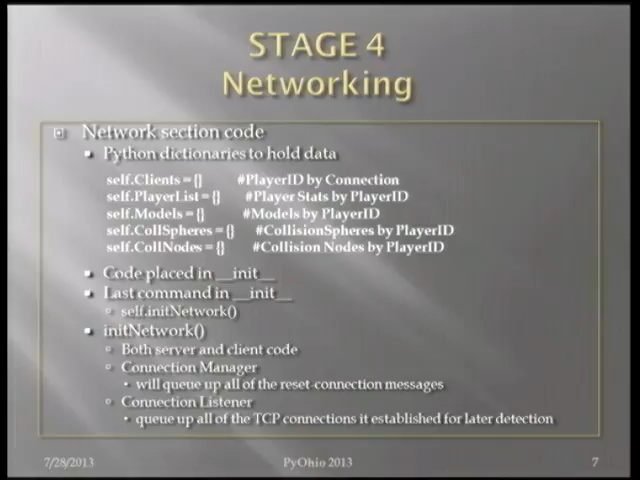 STAGE 4
Networking
Network section code
Python dictionaries to hold data
self.Clients = {} #PlayerID by Connection
self.PlayerList = {} #Player Stats by PlayerID
self.Models = {} #Models by PlayerID
self.CollSpheres = {} #CollisionSpheres by PlayerID
self.CollNodes = {} #Collision Nodes by PlayerID
Code placed in __init__
Last command in __init__
self.initNetwork()
initNetwork()
Both server and client code
Connection Manager
will queue up all of the reset-connection messages
Connection Listener
queue up all of the TCP connections it established for later detection
7/28/2013 PyOhio 2013 7